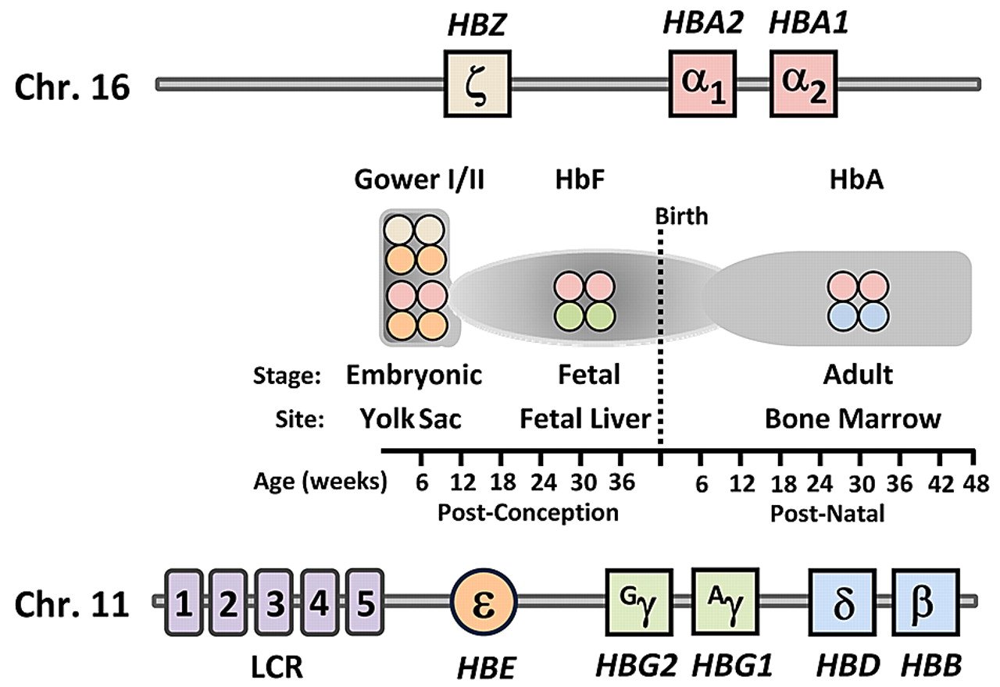 HBZ HBA2 HBA1
Chr. 16 ζ α1 α2
Gower I/II HbF HbA
Birth
Stage: Embryonic Fetal Adult
Site: Yolk Sac Fetal Liver Bone Marrow
Age (weeks) 6 12 18 24 30 36 6 12 18 24 30 36 42 48
Post-Conception Post-Natal
Chr. 11 1 2 3 4 5 ε Gγ Aγ δ β
LCR HBE HBG2 HBG1 HBD HBB